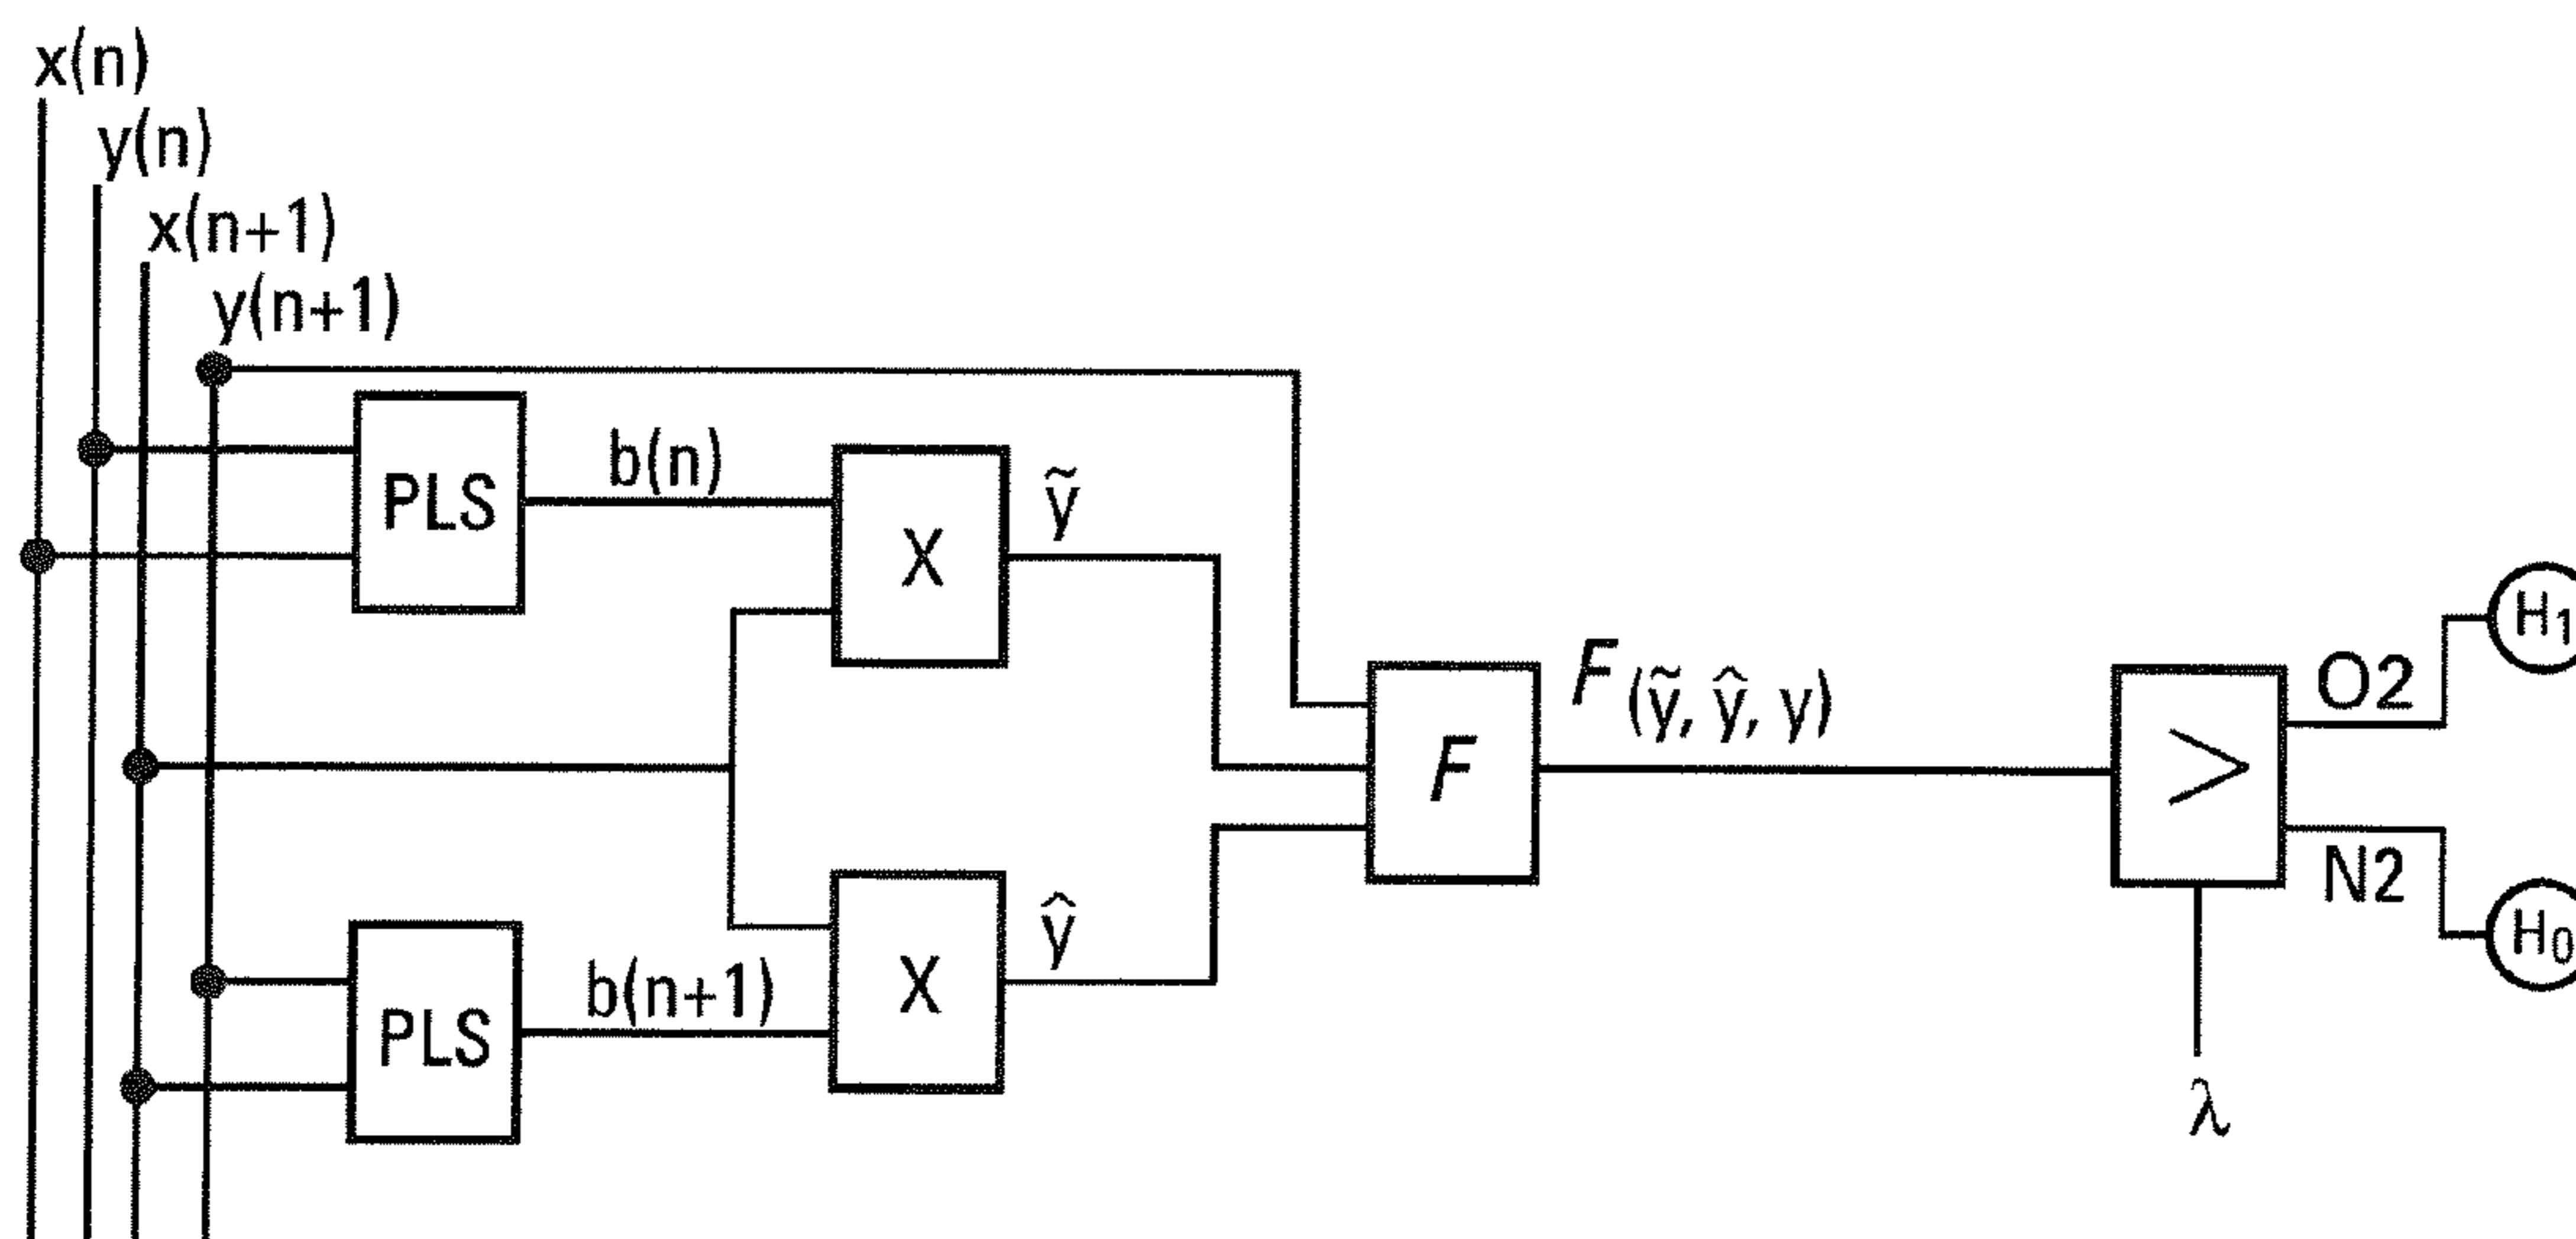 x(n)
y(n)
x(n+1)
y(n+1)
PLS
b(n)
X
ỹ
F
F(ỹ, ŷ, y)
>
O2
H₁
N2
H₀
λ
PLS
b(n+1)
X
ŷ